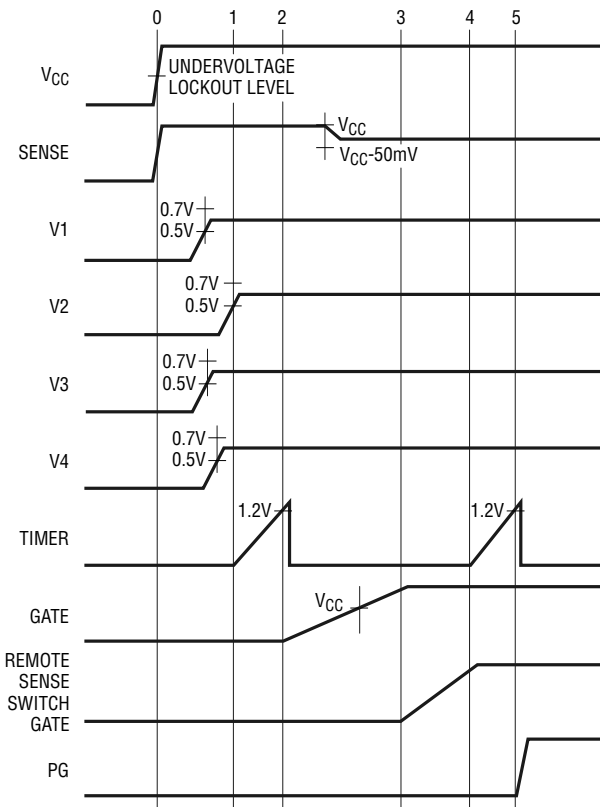 0 1 2 3 4 5
VCC
UNDERVOLTAGE
LOCKOUT LEVEL
SENSE
VCC
VCC-50mV
V1
0.7V
0.5V
V2
0.7V
0.5V
V3
0.7V
0.5V
V4
0.7V
0.5V
TIMER
1.2V
1.2V
GATE
VCC
REMOTE
SENSE
SWITCH
GATE
PG